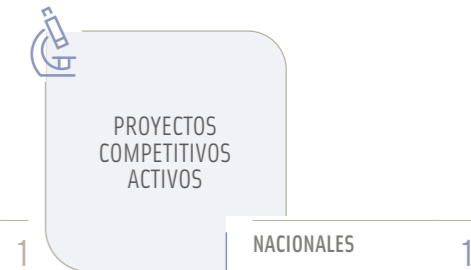 PROYECTOS
COMPETITIVOS
ACTIVOS
1
NACIONALES
1